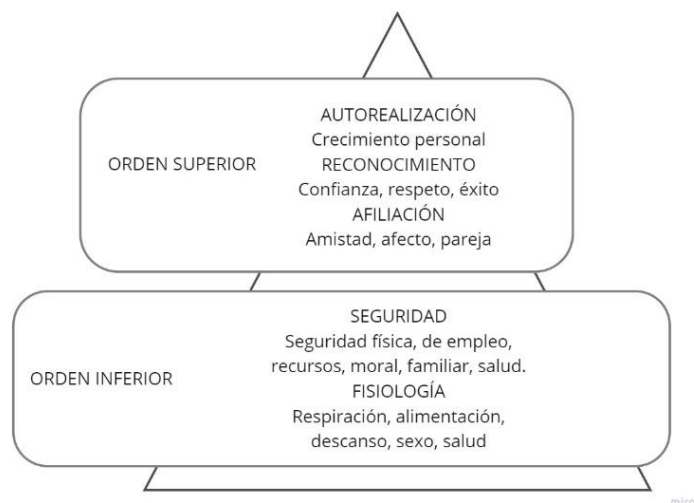 AUTOREALIZACIÓN
Crecimiento personal
ORDEN SUPERIOR
RECONOCIMIENTO
Confianza, respeto, éxito
AFILIACIÓN
Amistad, afecto, pareja
SEGURIDAD
Seguridad física, de empleo,
recursos, moral, familiar, salud.
ORDEN INFERIOR
FISIOLOGÍA
Respiración, alimentación,
descanso, sexo, salud
miro